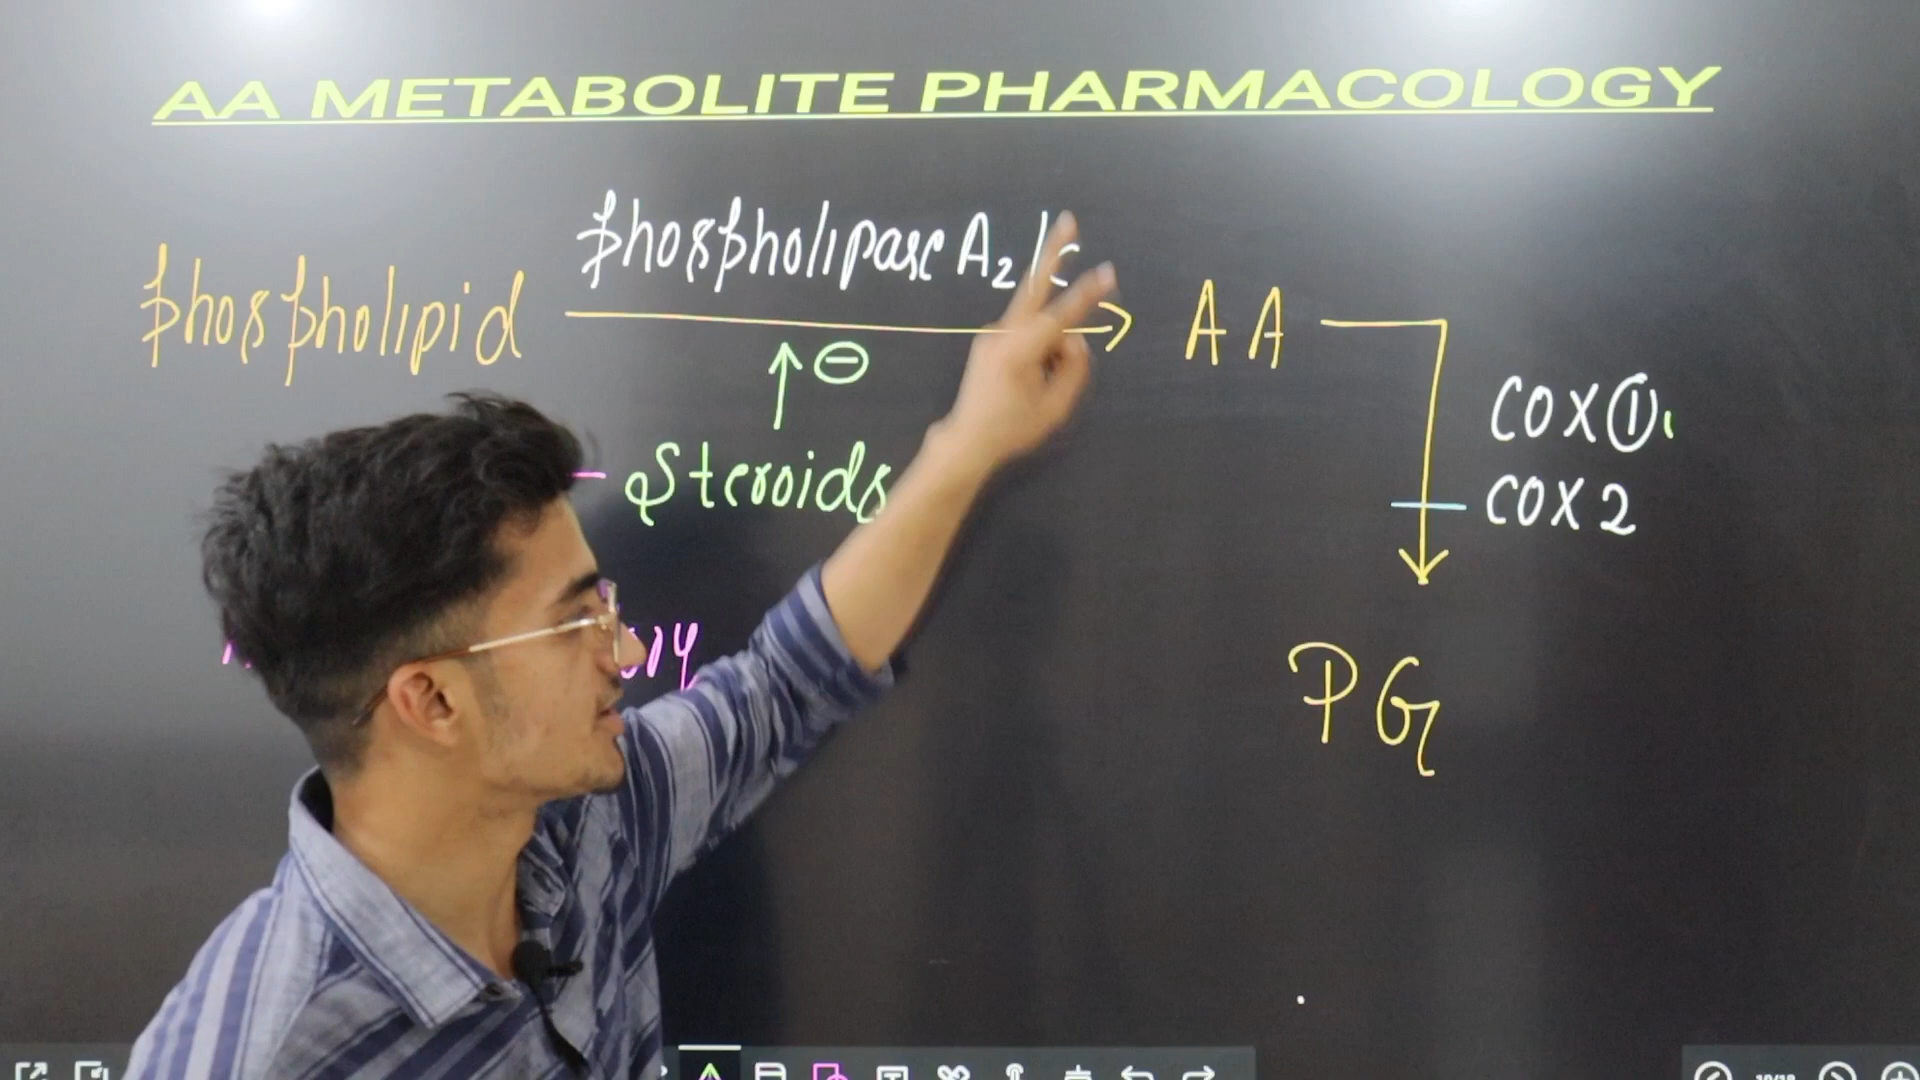 AA METABOLITE PHARMACOLOGY
phospholipase A2
phospholipid
AA
⊖
COX ①
Steroids
COX 2
PG